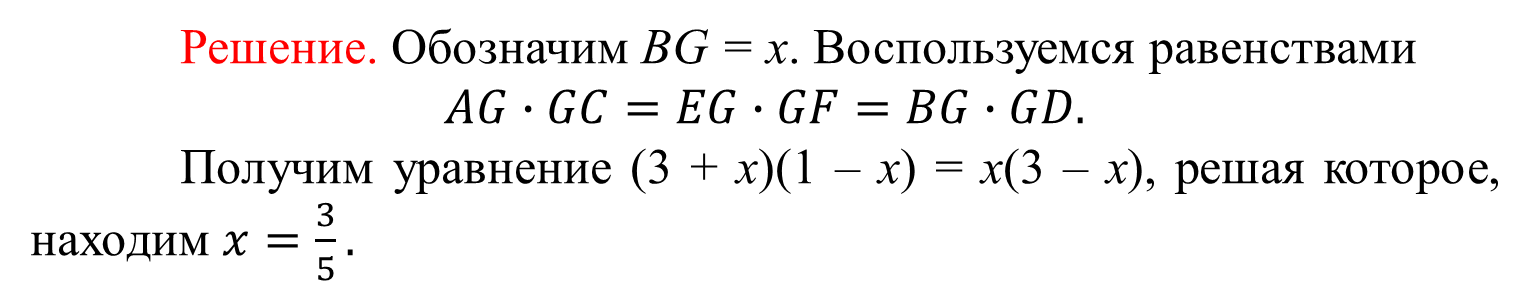 Решение. Обозначим BG = x. Воспользуемся равенствами
AG · GC = EG · GF = BG · GD.
Получим уравнение (3 + x)(1 – x) = x(3 – x), решая которое,
находим x = 3/5.